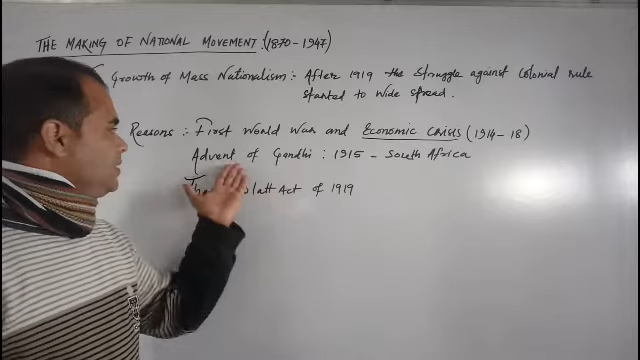 THE MAKING OF NATIONAL MOVEMENT: (1870-1947)
Growth of Mass Nationalism: After 1919 the struggle against colonial rule
started to wide spread.
Reasons: First World War and Economic Crisis (1914-18)
Advent of Gandhi: 1915 - South Africa
Act of 1919